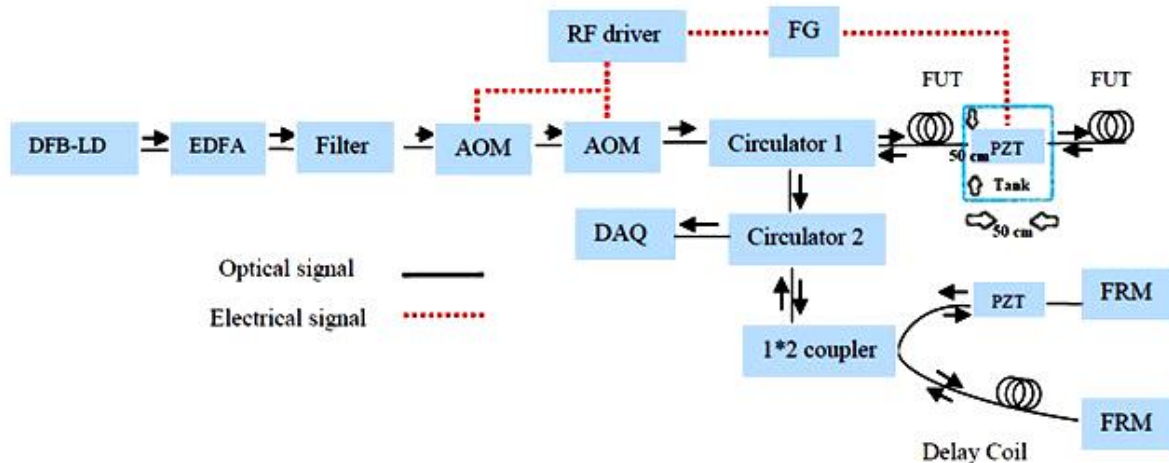 RF driver
FG
FUT
FUT
DFB-LD
EDFA
Filter
AOM
AOM
Circulator 1
50 cm
PZT
Tank
50 cm
DAQ
Circulator 2
Optical signal
Electrical signal
PZT
FRM
1*2 coupler
FRM
Delay Coil